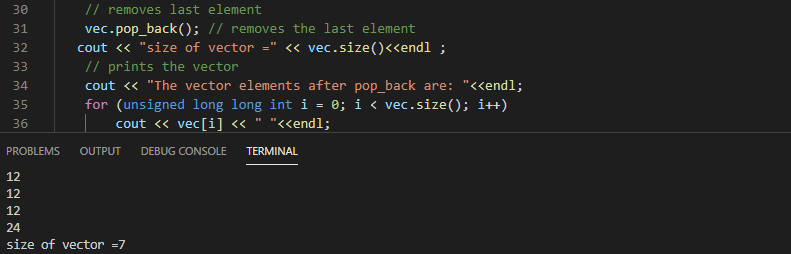 30 // removes last element
31 vec.pop_back(); // removes the last element
32 cout << "size of vector =" << vec.size()<<endl ;
33 // prints the vector
34 cout << "The vector elements after pop_back are: "<<endl;
35 for (unsigned long long int i = 0; i < vec.size(); i++)
36 cout << vec[i] << " "<<endl;
PROBLEMS OUTPUT DEBUG CONSOLE TERMINAL
12
12
12
24
size of vector =7